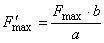 F'max = Fmax · b / a